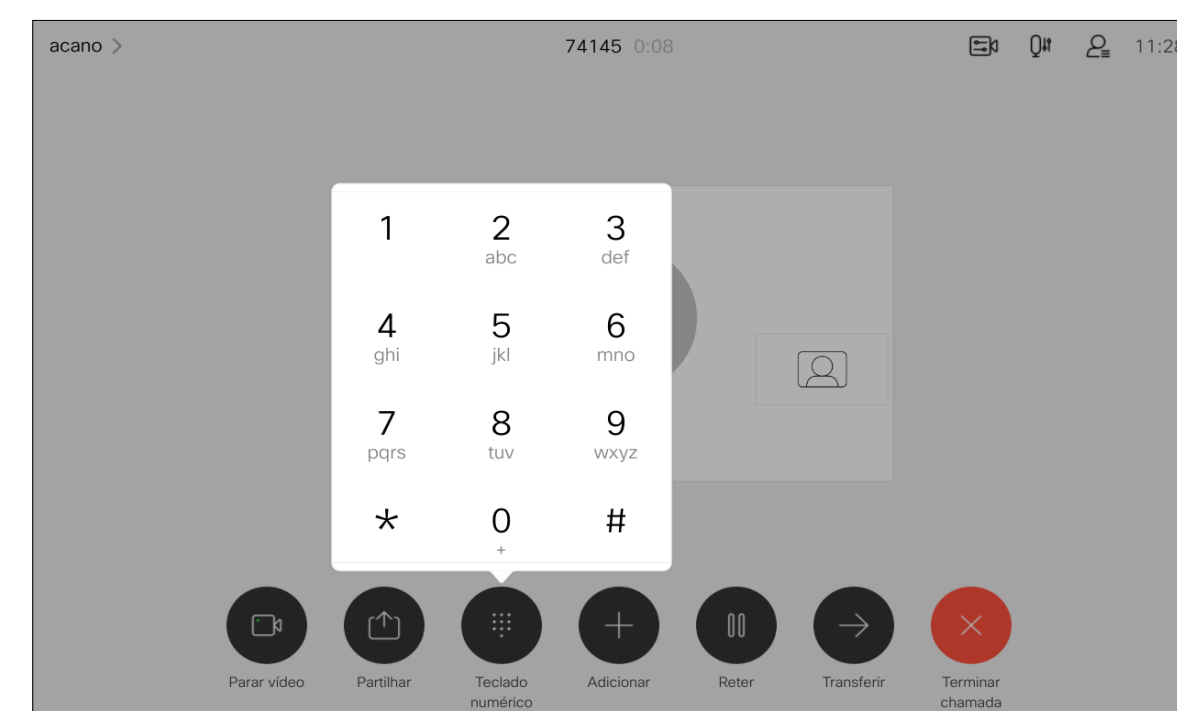 acano
74145 0:08
11:28
1 2 3
abc def
4 5 6
ghi jkl mno
7 8 9
pqrs tuv wxyz
* 0 #
+
Parar vídeo Partilhar Teclado numérico Adicionar Reter Transferir Terminar chamada